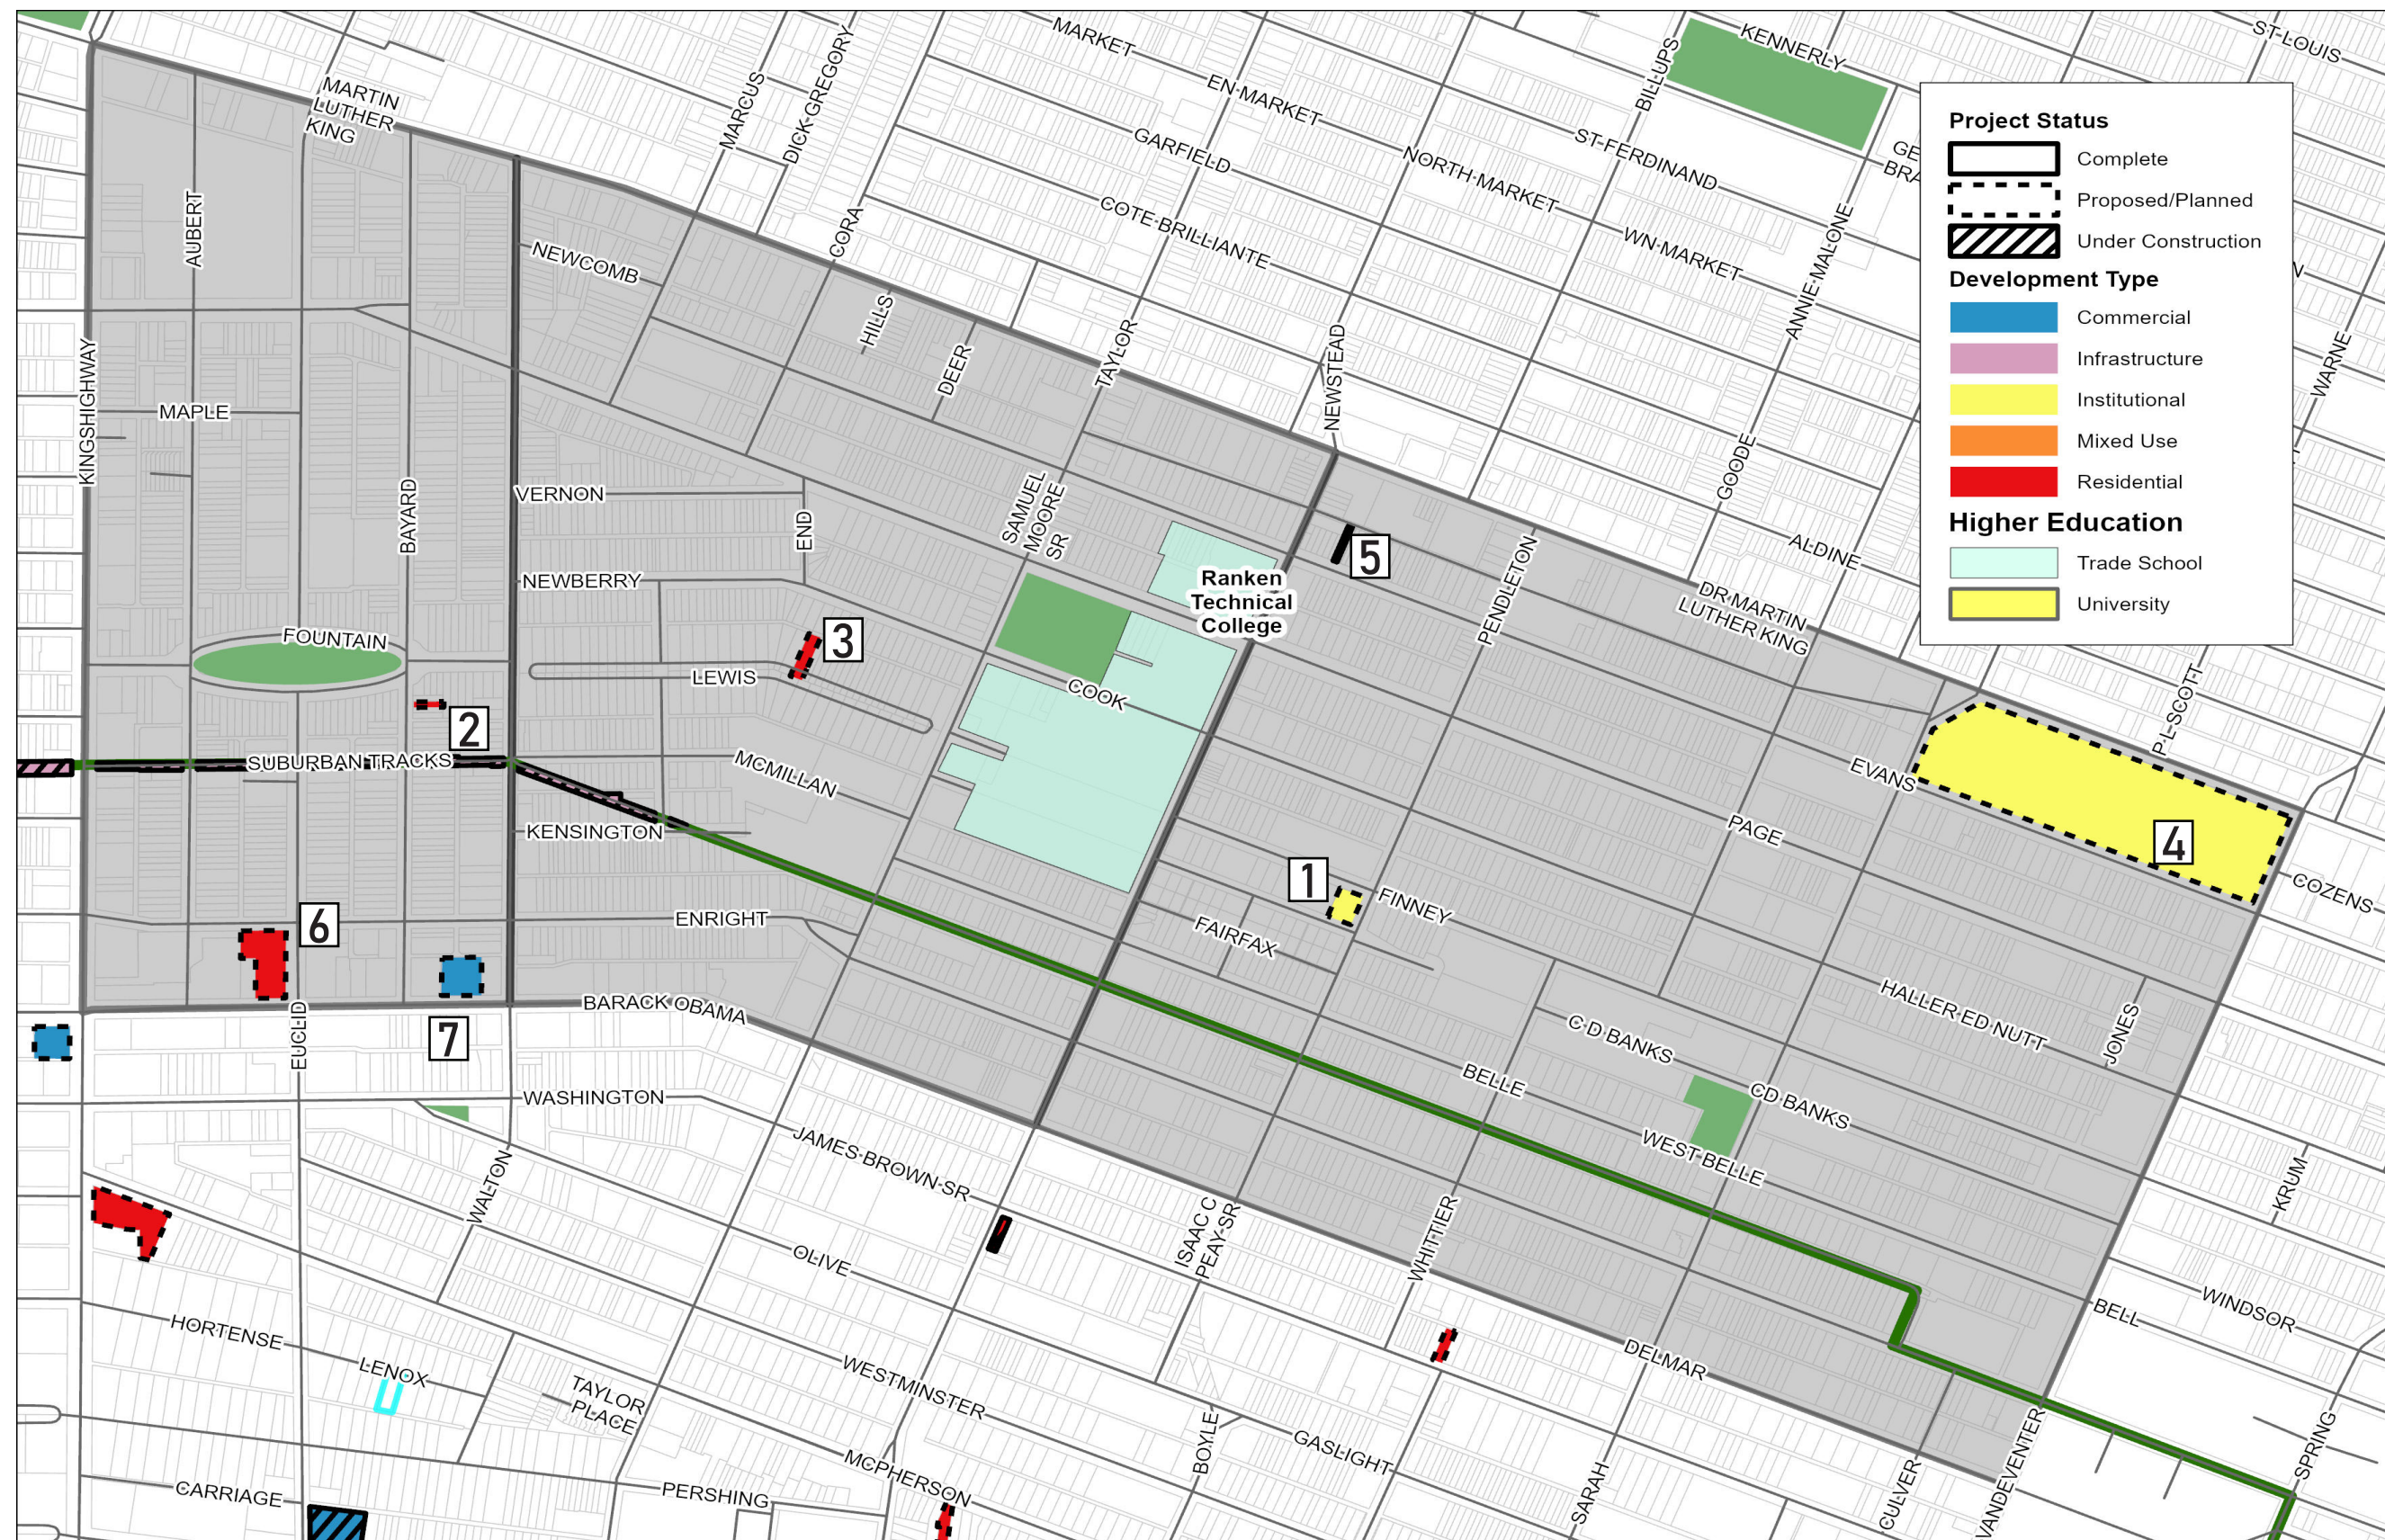 MARKET
KENNERLY
ST-LOUIS
BILLUPS
MARCUS
DICK-GREGORY
EN-MARKET
MARTIN
LUTHER
KING
GARFIELD
ST-FERDINAND
NORTH-MARKET
GE
BRA
AUBERT
CORA
COTE-BRILLIANTE
WN-MARKET
ANNIE-MALONE
NEWCOMB
HILLS
DEER
TAYLOR
NEWSTEAD
WARNE
KINGSHIGHWAY
MAPLE
GOODE
BAYARD
VERNON
END
SAMUEL
MOORE
SR
5
ALDINE
Ranken
Technical
College
NEWBERRY
PENDLETON
DR-MARTIN
LUTHER KING
FOUNTAIN
3
LEWIS
COOK
P-L-SCOTT
2
SUBURBAN TRACKS
MCMILLAN
EVANS
KENSINGTON
PAGE
4
1
FINNEY
COZENS
ENRIGHT
FAIRFAX
6
BARACK OBAMA
EUCLID
7
HALLER ED NUTT
JONES
C-D BANKS
BELLE
CD BANKS
WASHINGTON
WEST-BELLE
JAMES-BROWN-SR
KRUM
WALTON
ISAAC C
PEAY-SR
WHITTIER
OLIVE
WINDSOR
BELL
HORTENSE
LENOX
DELMAR
TAYLOR
PLACE
WESTMINSTER
BOYLE
GASLIGHT
SPRING
MCPHERSON
CARRIAGE
PERSHING
SARAH
CULVER
VANDEVENTER
Project Status
Complete
Proposed/Planned
Under Construction
Development Type
Commercial
Infrastructure
Institutional
Mixed Use
Residential
Higher Education
Trade School
University